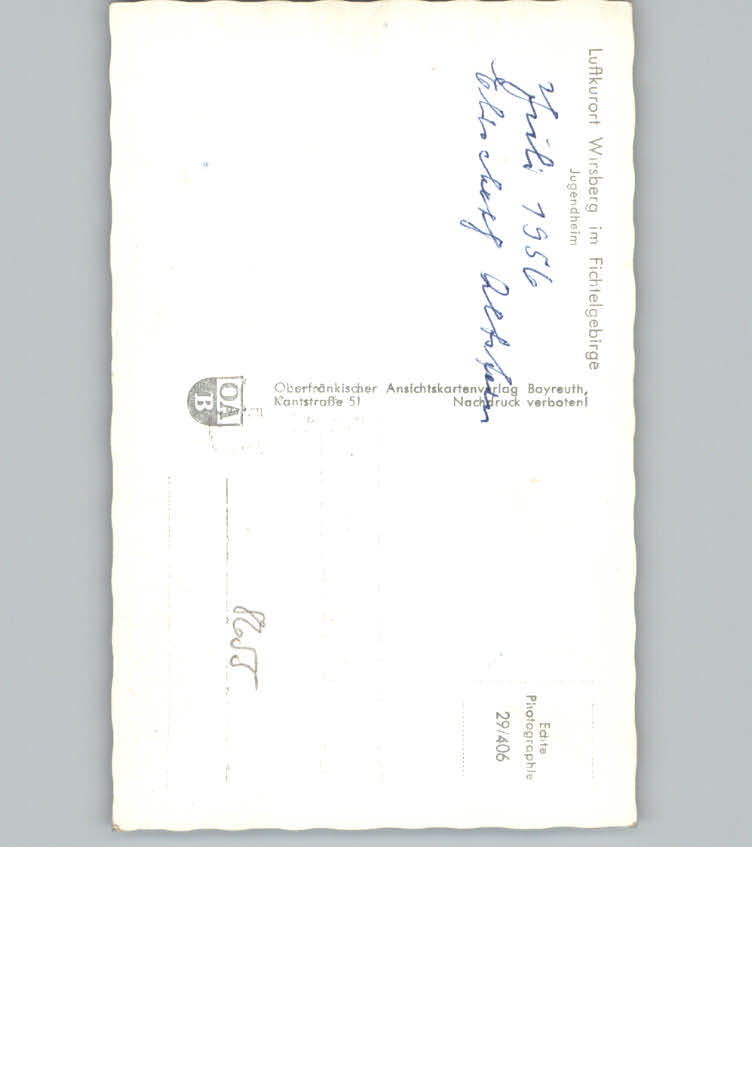 Luftkurort Wirsberg im Fichtelgebirge
Jugendheim
Juli 1956
Oberfränkischer Ansichtskartenverlag Bayreuth,
Kantstraße 51 Nachdruck verboten!
OA
B
Echte
Photographie
29/406